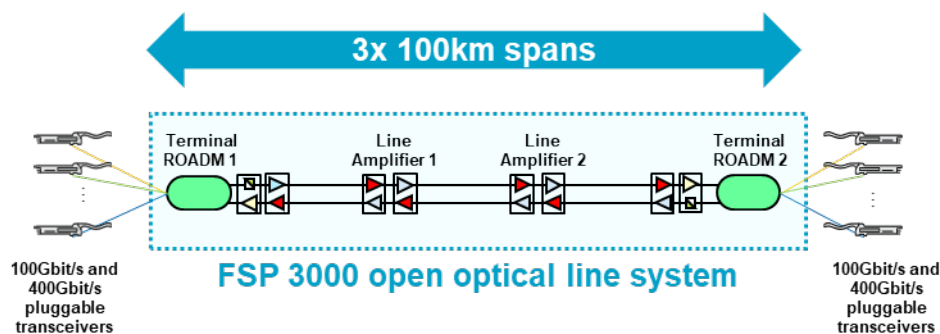 3x 100km spans
Terminal
ROADM 1
Line
Amplifier 1
Line
Amplifier 2
Terminal
ROADM 2
100Gbit/s and
400Gbit/s
pluggable
transceivers
FSP 3000 open optical line system
100Gbit/s and
400Gbit/s
pluggable
transceivers